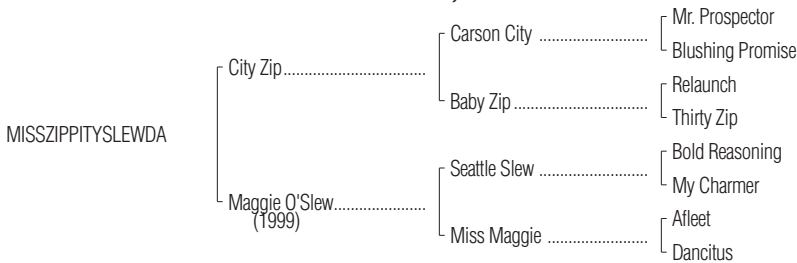 Mr. Prospector
Carson City
Blushing Promise
City Zip
Relaunch
Baby Zip
Thirty Zip
MISSZIPPITYSLEWDA
Bold Reasoning
Seattle Slew
My Charmer
Maggie O'Slew
(1999)
Afleet
Miss Maggie
Dancitus